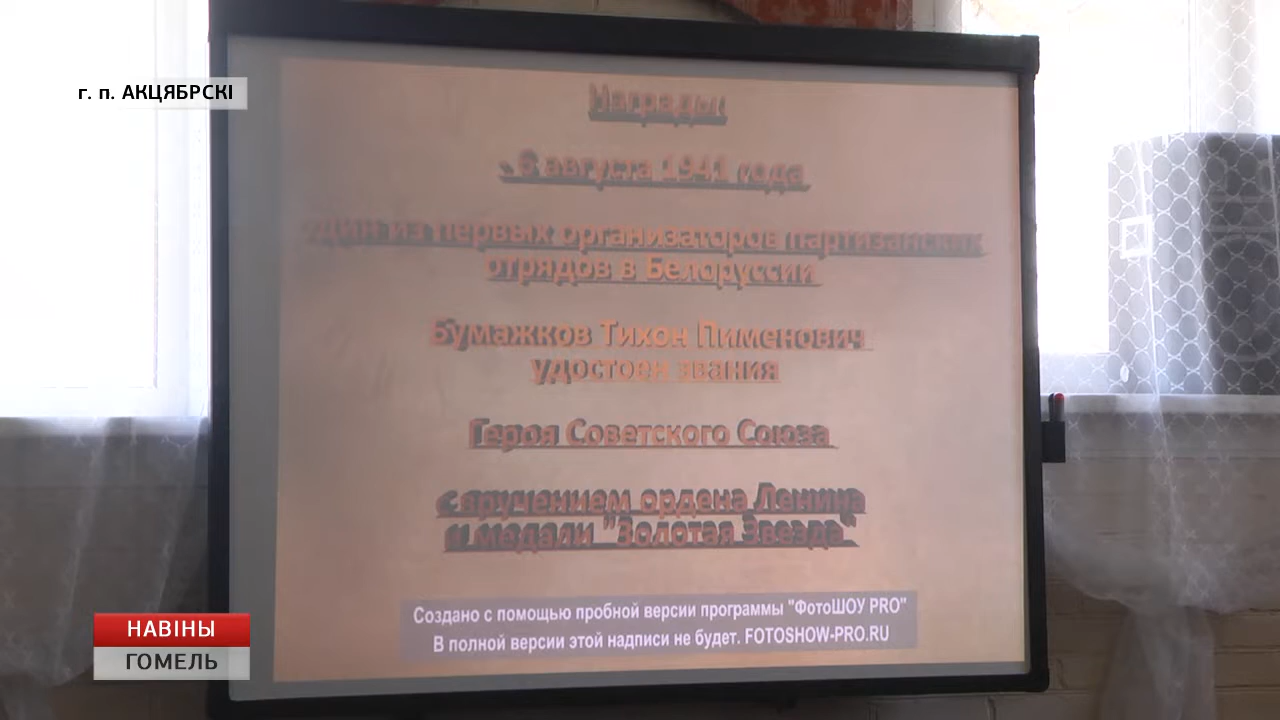 г. п. АКЦЯБРСКІ
Награды:
- 6 августа 1941 года
один из первых организаторов партизанских
отрядов в Белоруссии
Бумажков Тихон Пименович
удостоен звания
Героя Советского Союза
с вручением ордена Ленина
и медали "Золотая Звезда"
Создано с помощью пробной версии программы "ФотоШОУ PRO"
В полной версии этой надписи не будет. FOTOSHOW-PRO.RU
НАВІНЫ
ГОМЕЛЬ